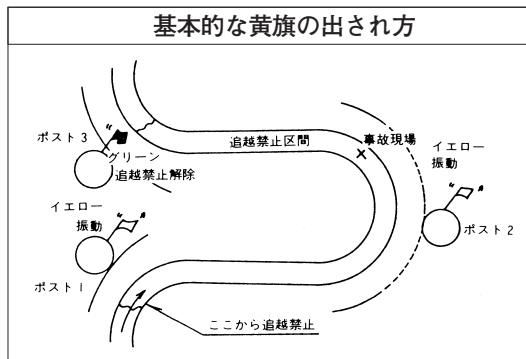 基本的な黄旗の出され方
ポスト3
グリーン
追越禁止解除
追越禁止区間
事故現場
イエロー
振動
ポスト2
イエロー
振動
ポスト1
ここから追越禁止